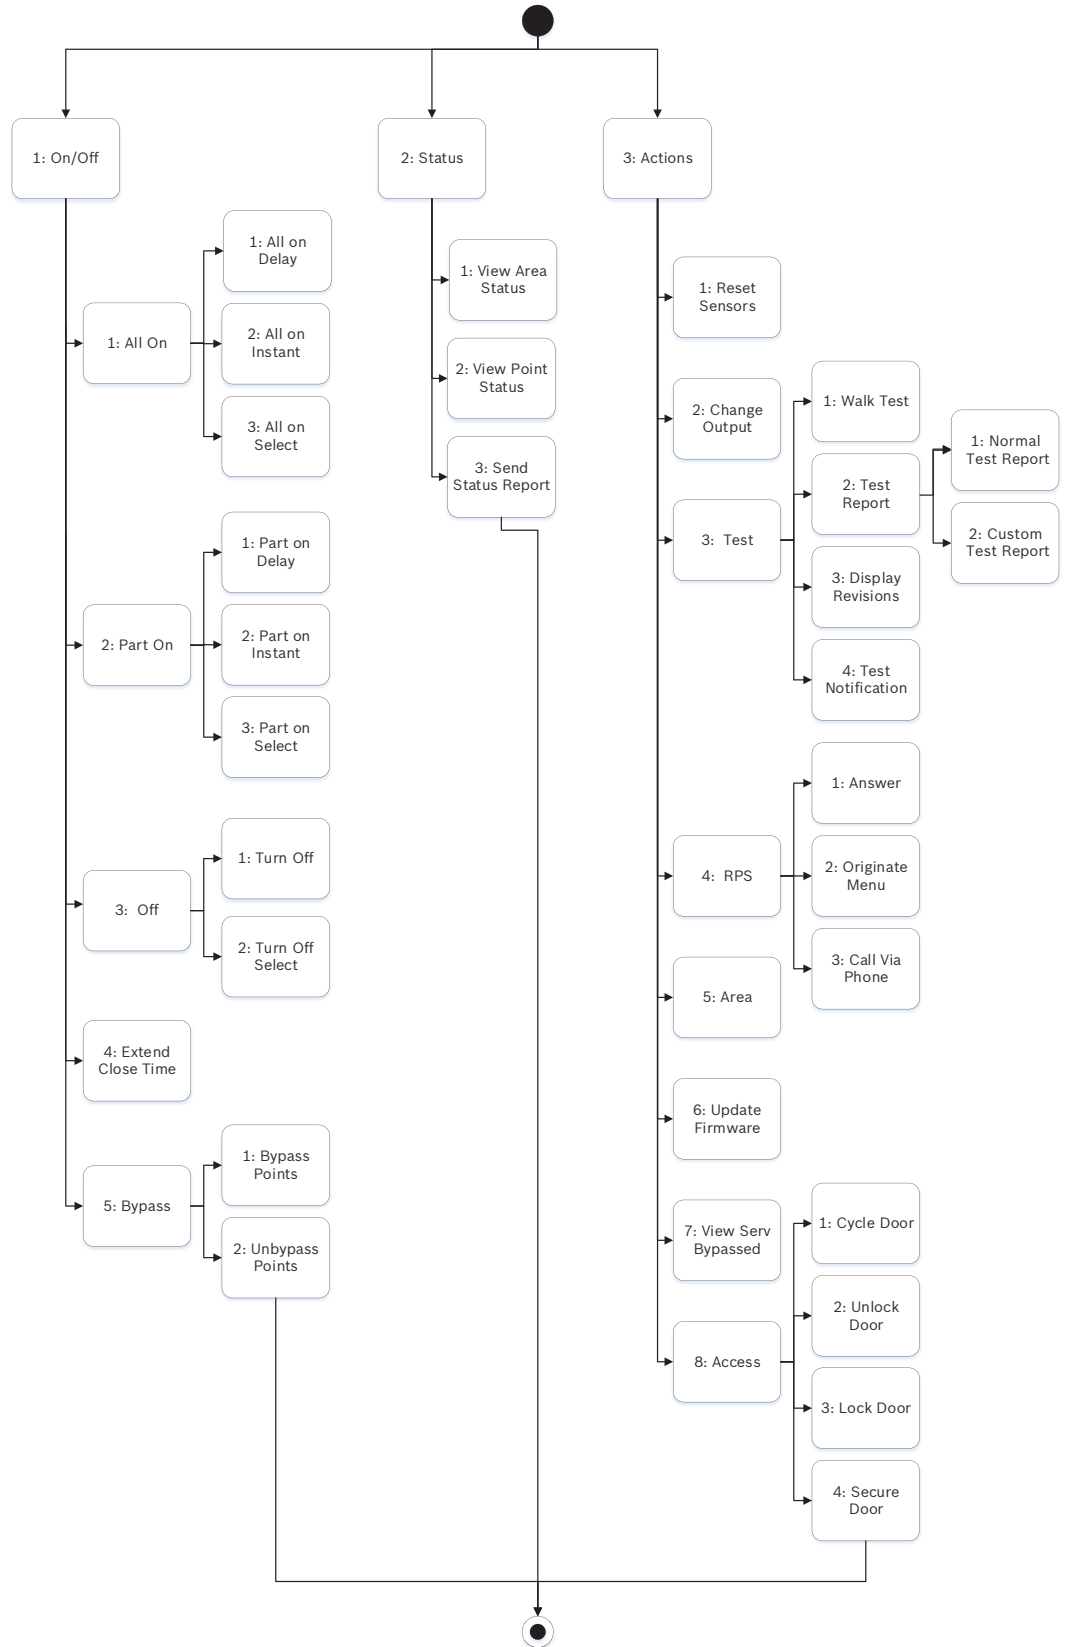 1: On/Off
2: Status
3: Actions
1: All On
1: All on
Delay
2: All on
Instant
3: All on
Select
2: Part On
1: Part on
Delay
2: Part on
Instant
3: Part on
Select
3:  Off
1: Turn Off
2: Turn Off
Select
4: Extend
Close Time
5: Bypass
1: Bypass
Points
2: Unbypass
Points
1: View Area
Status
2: View Point
Status
3: Send
Status Report
1: Reset
Sensors
2: Change
Output
3:  Test
1: Walk Test
2: Test
Report
1: Normal
Test Report
2: Custom
Test Report
3: Display
Revisions
4: Test
Notification
4:  RPS
1: Answer
2: Originate
Menu
3: Call Via
Phone
5: Area
6: Update
Firmware
7: View Serv
Bypassed
8: Access
1: Cycle Door
2: Unlock
Door
3: Lock Door
4: Secure
Door